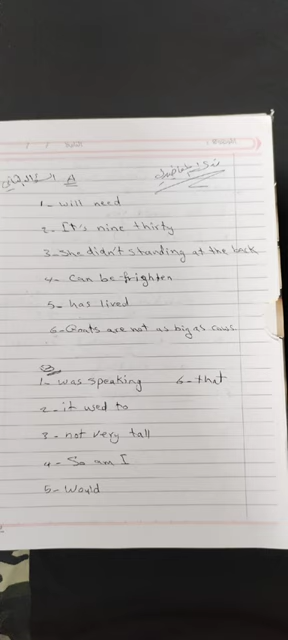 A
1- will need
2- It's nine thirty
3- she didn't standing at the back
4- Can be frighten
5- has lived
6- Goats are not as big as cows
B
1- was speaking 6- that
2- it used to
3- not very tall
4- So am I
5- Would